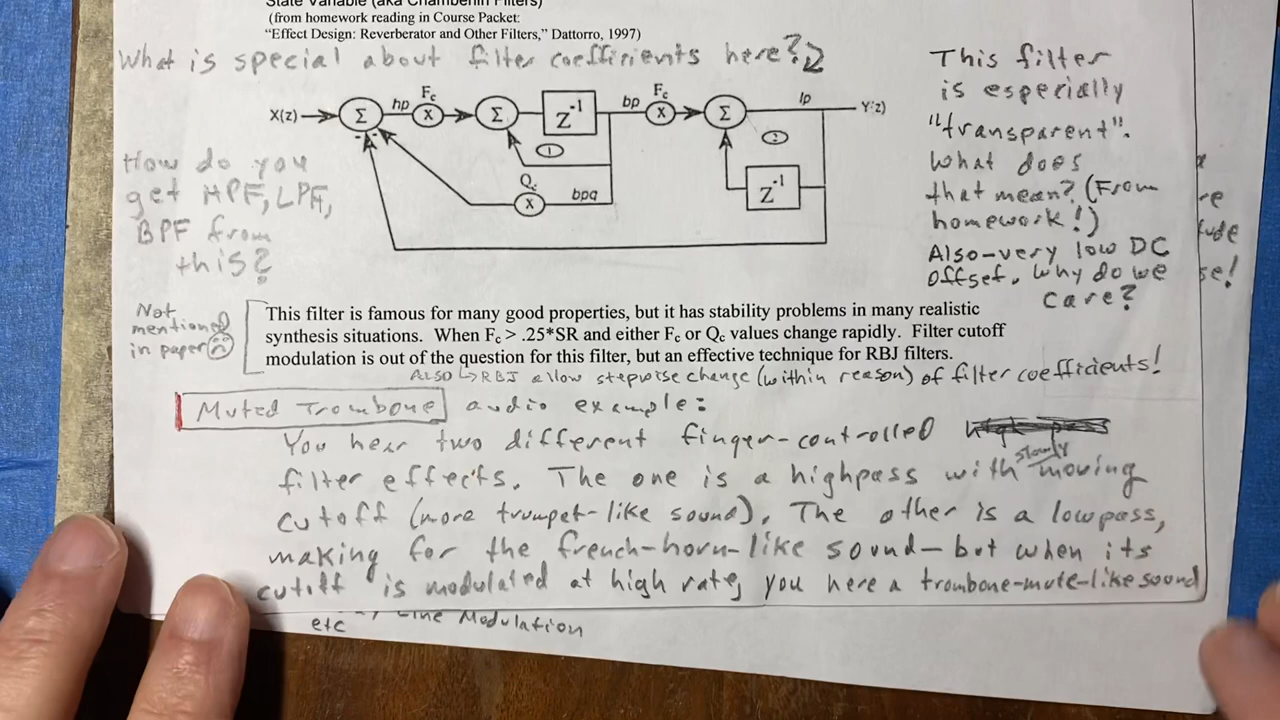 State Variable (aka Chamberlin Filters)
(from homework reading in Course Packet:
“Effect Design: Reverberator and Other Filters,” Dattorro, 1997)
What is special about filter coefficients here?
X(z)
Σ
hp
Fc
X
Σ
Z-1
bp
Fc
X
Σ
lp
Y(z)
1
2
Z-1
Qc
X
bpq
How do you
get HPF, LPF,
BPF from
this?
This filter
is especially
"transparent".
What does
that mean? (From
homework!)
Also-very low DC
offset. Why do we
care?
re
tude
se!
Not
mentioned
in paper
This filter is famous for many good properties, but it has stability problems in many realistic
synthesis situations. When Fc > .25*SR and either Fc or Qc values change rapidly. Filter cutoff
modulation is out of the question for this filter, but an effective technique for RBJ filters.
ALSO RBJ allow stepwise change (within reason) of filter coefficients!
Muted Trombone audio example:
You hear two different finger-controlled
filter effects. The one is a highpass with slowly moving
cutoff (more trumpet-like sound). The other is a lowpass,
making for the french-horn-like sound-but when its
cutoff is modulated at high rate, you here a trombone-mute-like sound
Line Modulation
etc